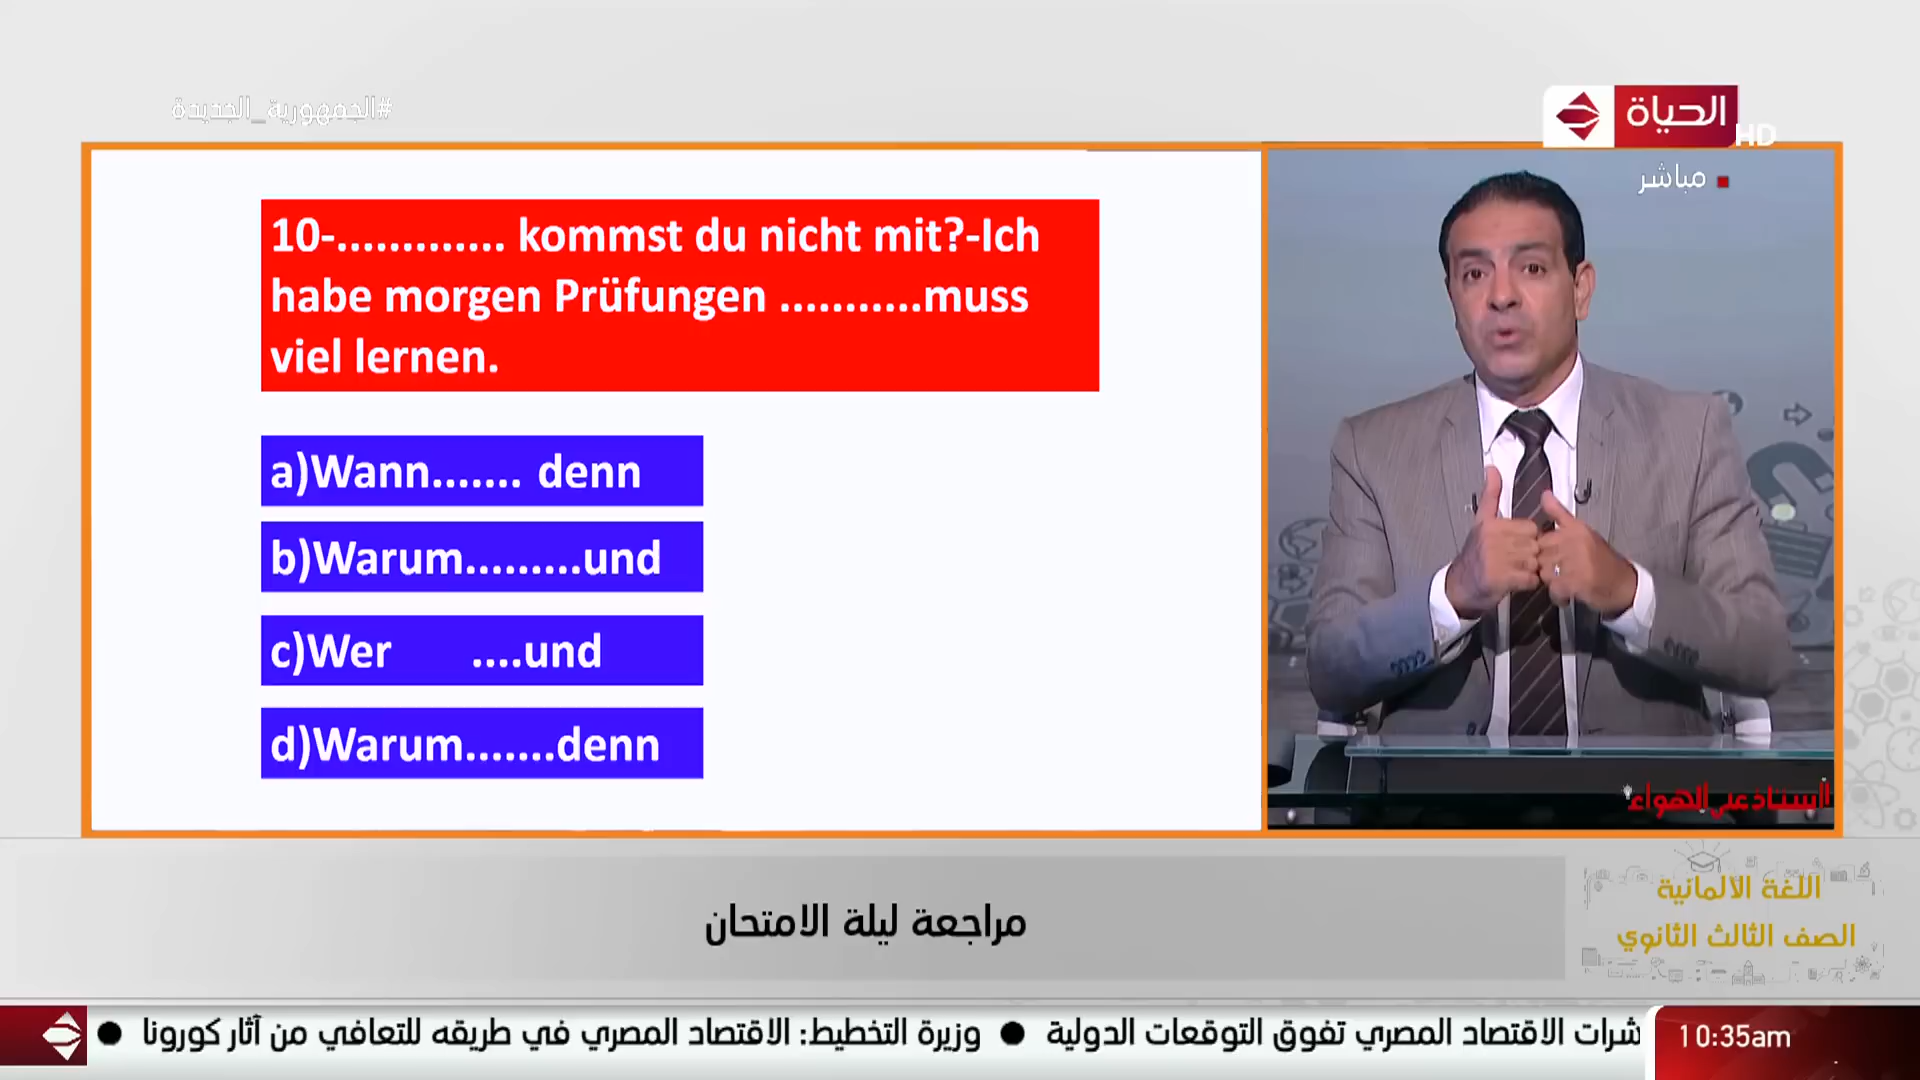 #الجمهورية_الجديدة
الحياة
HD
مباشر
10-............. kommst du nicht mit?-Ich
habe morgen Prüfungen ...........muss
viel lernen.
a)Wann....... denn
b)Warum.........und
c)Wer ....und
d)Warum.......denn
أستاذ على الهواء
اللغة الالمانية
الصف الثالث الثانوي
مراجعة ليلة الامتحان
شرات الاقتصاد المصري تفوق التوقعات الدولية ● وزيرة التخطيط: الاقتصاد المصري في طريقه للتعافي من آثار كورونا ●
10:35am